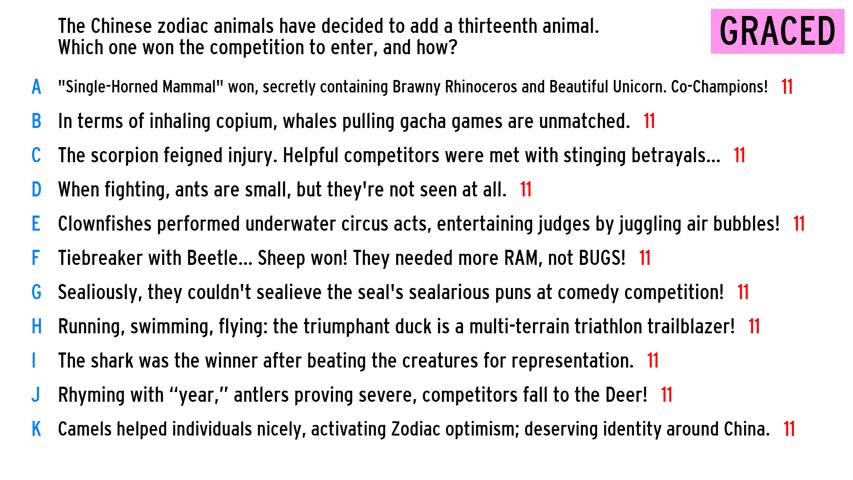 The Chinese zodiac animals have decided to add a thirteenth animal.
Which one won the competition to enter, and how?
GRACED
A "Single-Horned Mammal" won, secretly containing Brawny Rhinoceros and Beautiful Unicorn. Co-Champions! 11
B In terms of inhaling copium, whales pulling gacha games are unmatched. 11
C The scorpion feigned injury. Helpful competitors were met with stinging betrayals... 11
D When fighting, ants are small, but they're not seen at all. 11
E Clownfishes performed underwater circus acts, entertaining judges by juggling air bubbles! 11
F Tiebreaker with Beetle... Sheep won! They needed more RAM, not BUGS! 11
G Sealiously, they couldn't sealieve the seal's sealarious puns at comedy competition! 11
H Running, swimming, flying: the triumphant duck is a multi-terrain triathlon trailblazer! 11
I The shark was the winner after beating the creatures for representation. 11
J Rhyming with “year,” antlers proving severe, competitors fall to the Deer! 11
K Camels helped individuals nicely, activating Zodiac optimism; deserving identity around China. 11